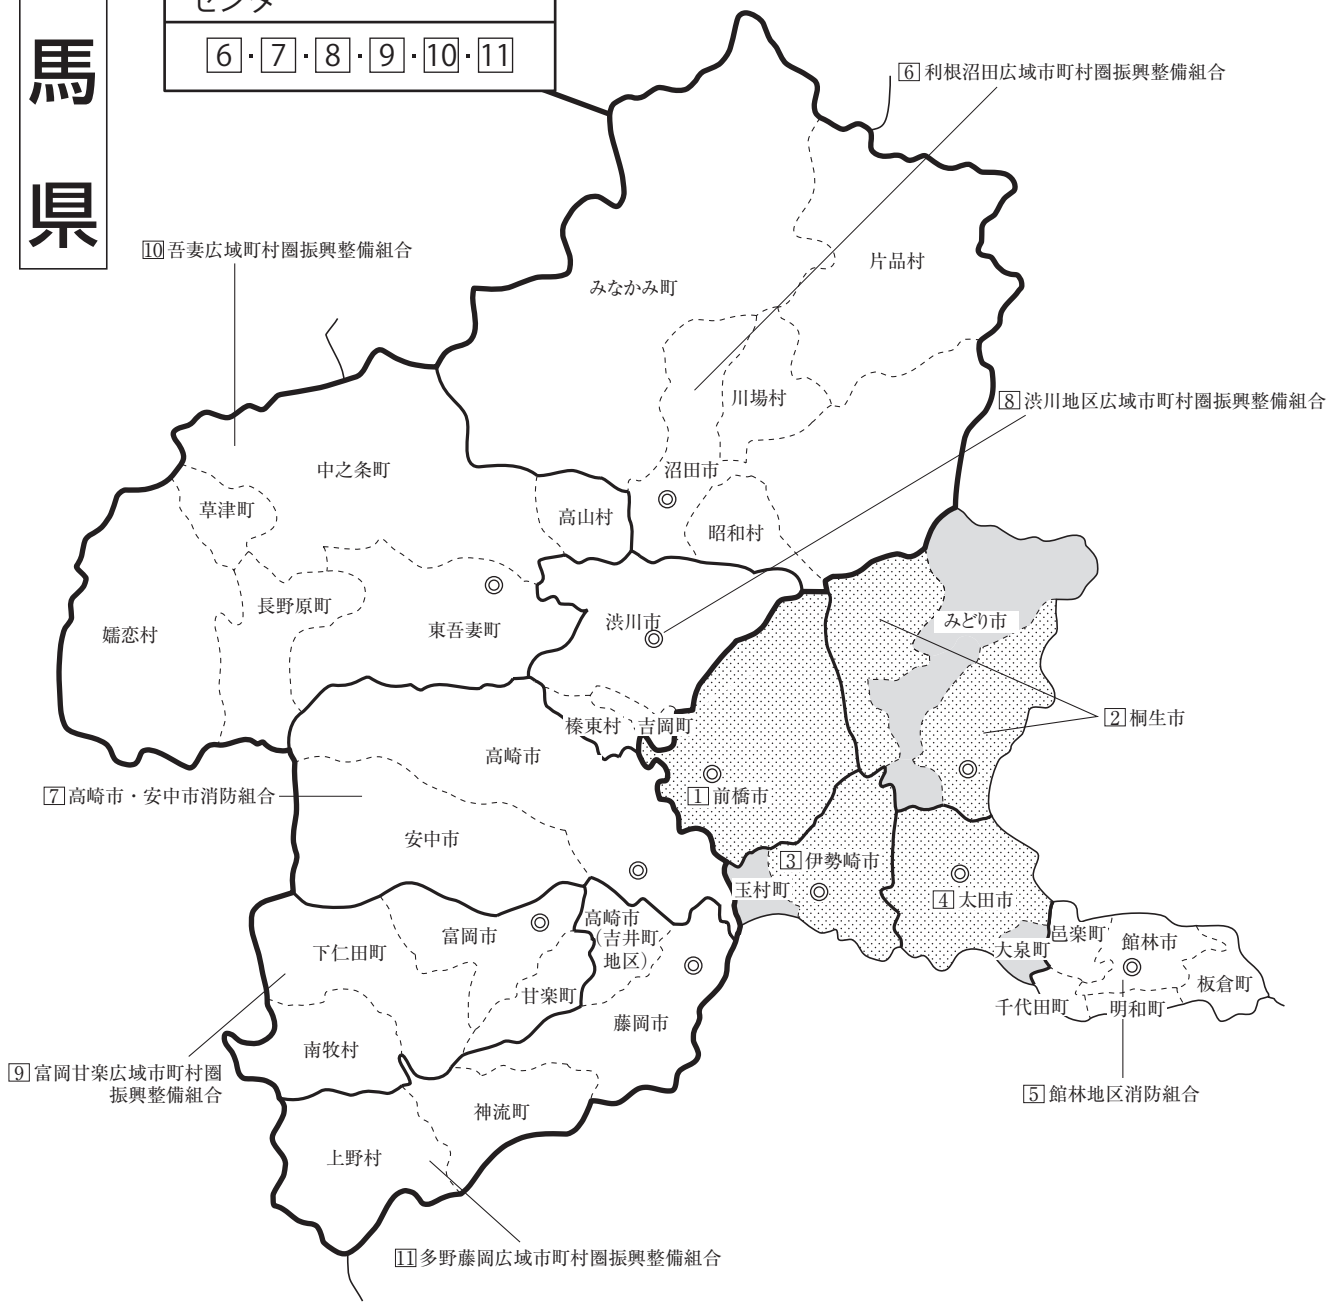 センタ
6・7・8・9・10・11
馬
県
6 利根沼田広域市町村圏振興整備組合
10 吾妻広域町村圏振興整備組合
片品村
みなかみ町
川場村
8 渋川地区広域市町村圏振興整備組合
中之条町
沼田市
草津町
高山村
昭和村
長野原町
嬬恋村
東吾妻町
渋川市
みどり市
榛東村
吉岡町
2 桐生市
高崎市
7 高崎市・安中市消防組合
1 前橋市
安中市
3 伊勢崎市
玉村町
4 太田市
高崎市
(吉井町
地区)
富岡市
下仁田町
大泉町
邑楽町
館林市
板倉町
甘楽町
千代田町
明和町
藤岡市
南牧村
9 富岡甘楽広域市町村圏
振興整備組合
5 館林地区消防組合
神流町
上野村
11 多野藤岡広域市町村圏振興整備組合